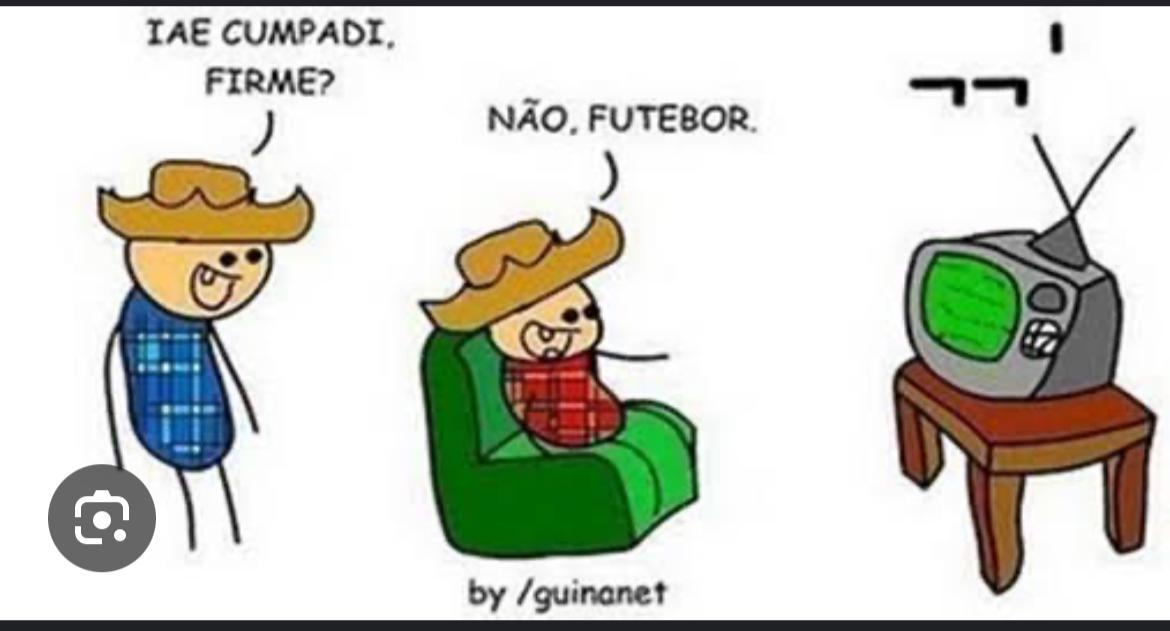 IAE CUMPADI,
FIRME?
NÃO, FUTEBOR.
by /guinanet